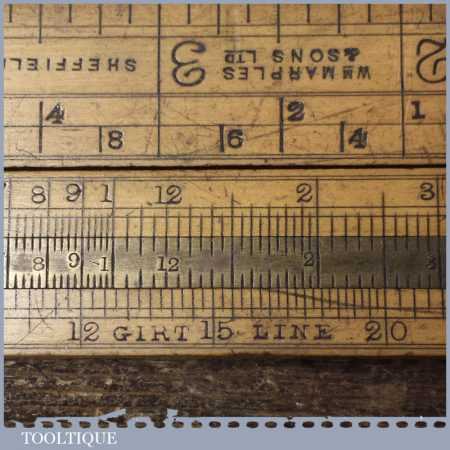 SHEFFIELD 3 WM MARPLES & SONS LTD 2
4 8 6 2 4 1
8 9 1 12 2 3
8 9 1 12 2 3
12 GIRT 15 LINE 20
TOOLTIQUE